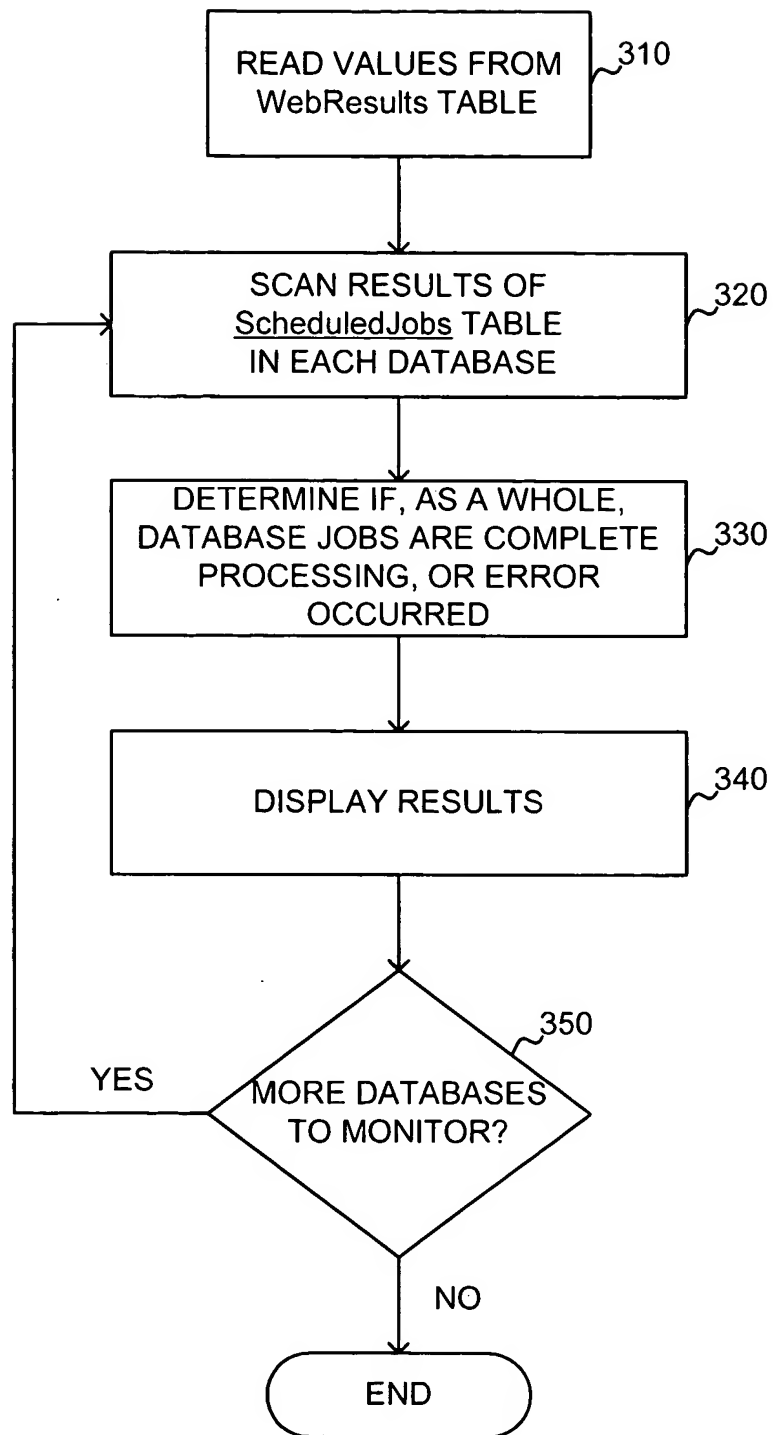 READ VALUES FROM
WebResults TABLE
310
SCAN RESULTS OF
ScheduledJobs TABLE
IN EACH DATABASE
320
DETERMINE IF, AS A WHOLE,
DATABASE JOBS ARE COMPLETE
PROCESSING, OR ERROR
OCCURRED
330
DISPLAY RESULTS
340
350
YES
MORE DATABASES
TO MONITOR?
NO
END